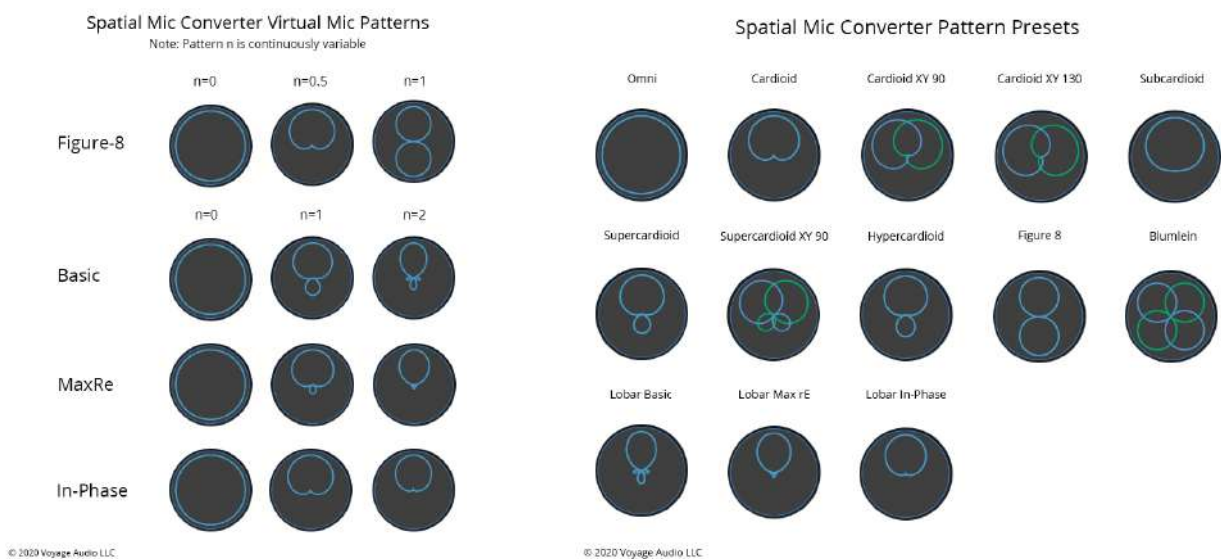 Spatial Mic Converter Virtual Mic Patterns
Note: Pattern n is continuously variable
n=0 n=0.5 n=1
Figure-8
n=0 n=1 n=2
Basic
MaxRe
In-Phase
© 2020 Voyage Audio LLC
Spatial Mic Converter Pattern Presets
Omni Cardioid Cardioid XY 90 Cardioid XY 130 Subcardioid
Supercardioid Supercardioid XY 90 Hypercardioid Figure 8 Blumlein
Lobar Basic Lobar Max rE Lobar In-Phase
© 2020 Voyage Audio LLC